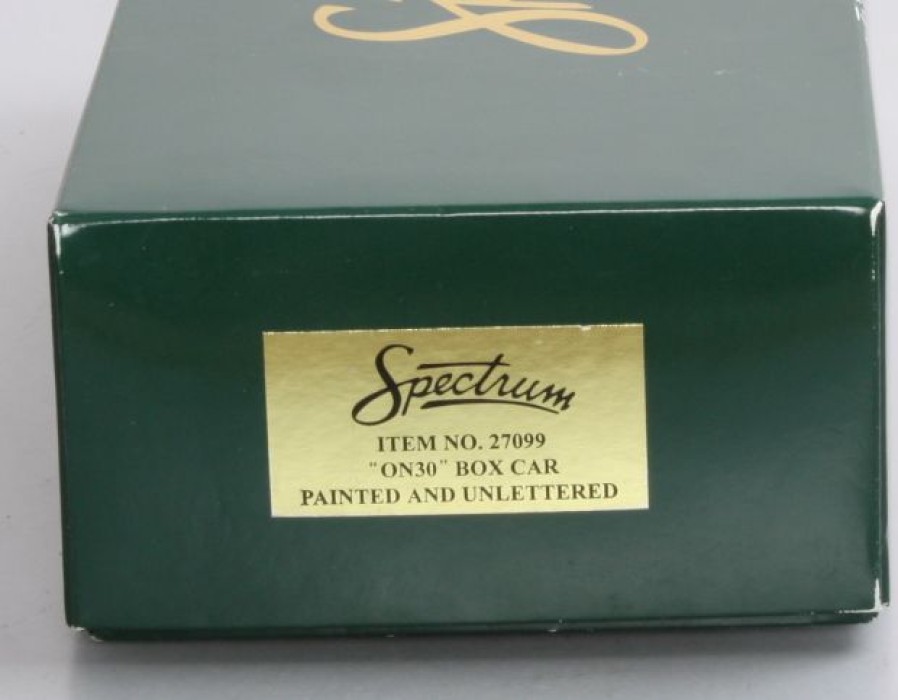 Spectrum
ITEM NO. 27099
"ON30" BOX CAR
PAINTED AND UNLETTERED